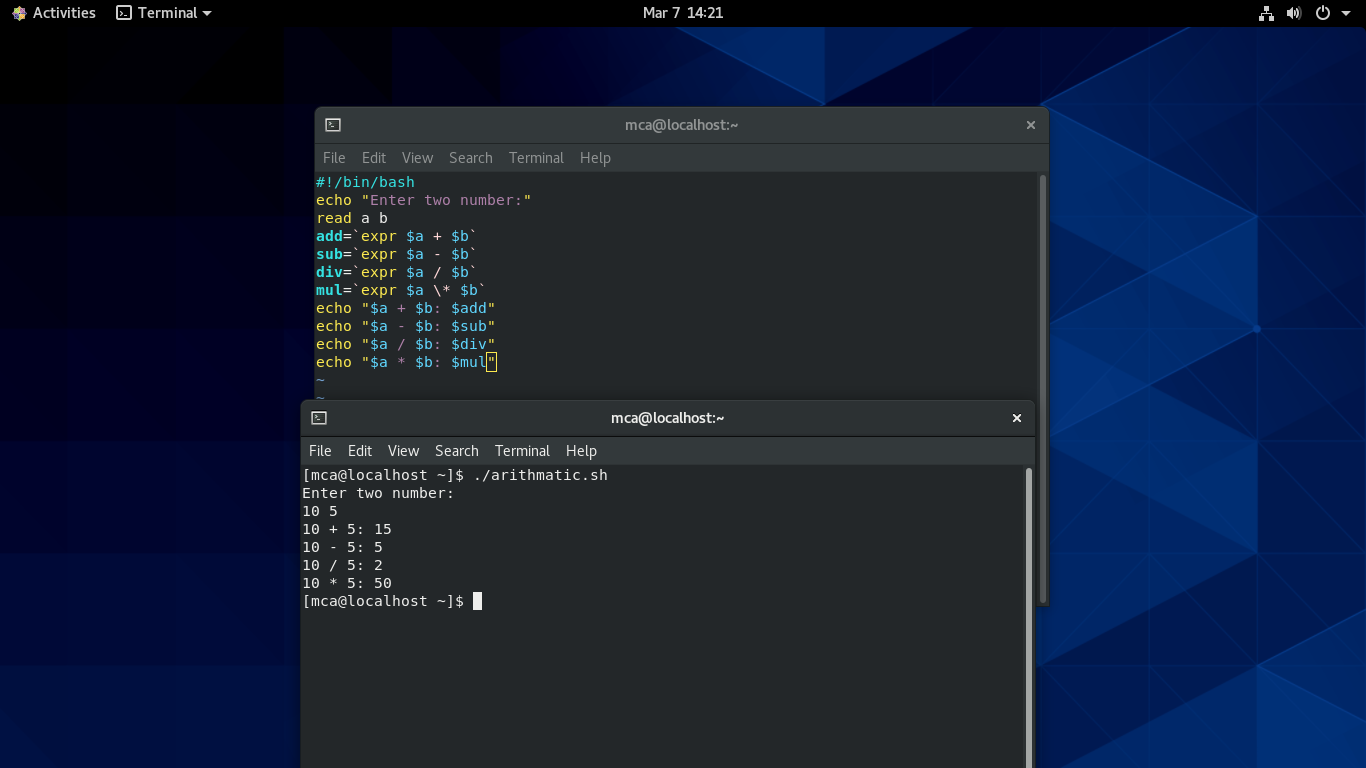 Activities Terminal Mar 7 14:21
mca@localhost:~
File Edit View Search Terminal Help
#!/bin/bash
echo "Enter two number:"
read a b
add=`expr $a + $b`
sub=`expr $a - $b`
div=`expr $a / $b`
mul=`expr $a \* $b`
echo "$a + $b: $add"
echo "$a - $b: $sub"
echo "$a / $b: $div"
echo "$a * $b: $mul"
~
~
mca@localhost:~
File Edit View Search Terminal Help
[mca@localhost ~]$ ./arithmatic.sh
Enter two number:
10 5
10 + 5: 15
10 - 5: 5
10 / 5: 2
10 * 5: 50
[mca@localhost ~]$